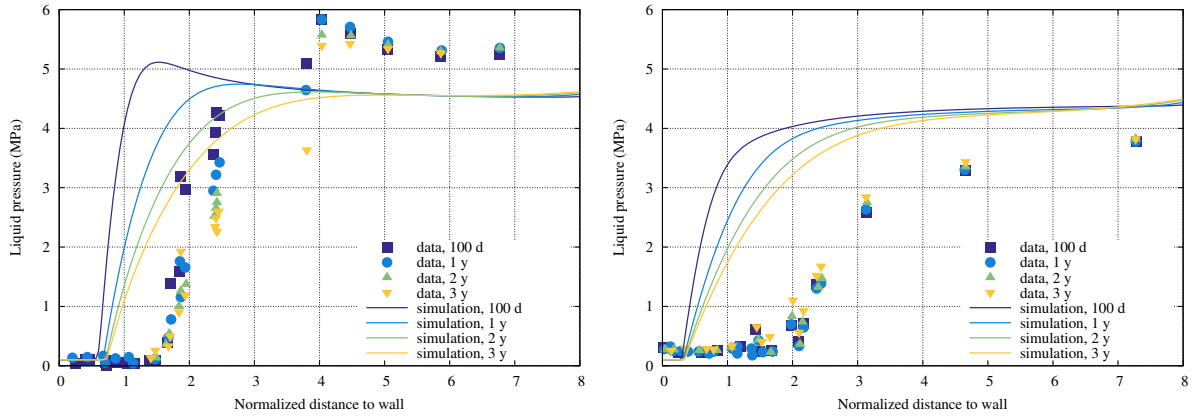 6
5
4
3
2
1
0
Liquid pressure (MPa)
0 1 2 3 4 5 6 7 8
Normalized distance to wall
data, 100 d
data, 1 y
data, 2 y
data, 3 y
simulation, 100 d
simulation, 1 y
simulation, 2 y
simulation, 3 y
6
5
4
3
2
1
0
Liquid pressure (MPa)
0 1 2 3 4 5 6 7 8
Normalized distance to wall
data, 100 d
data, 1 y
data, 2 y
data, 3 y
simulation, 100 d
simulation, 1 y
simulation, 2 y
simulation, 3 y